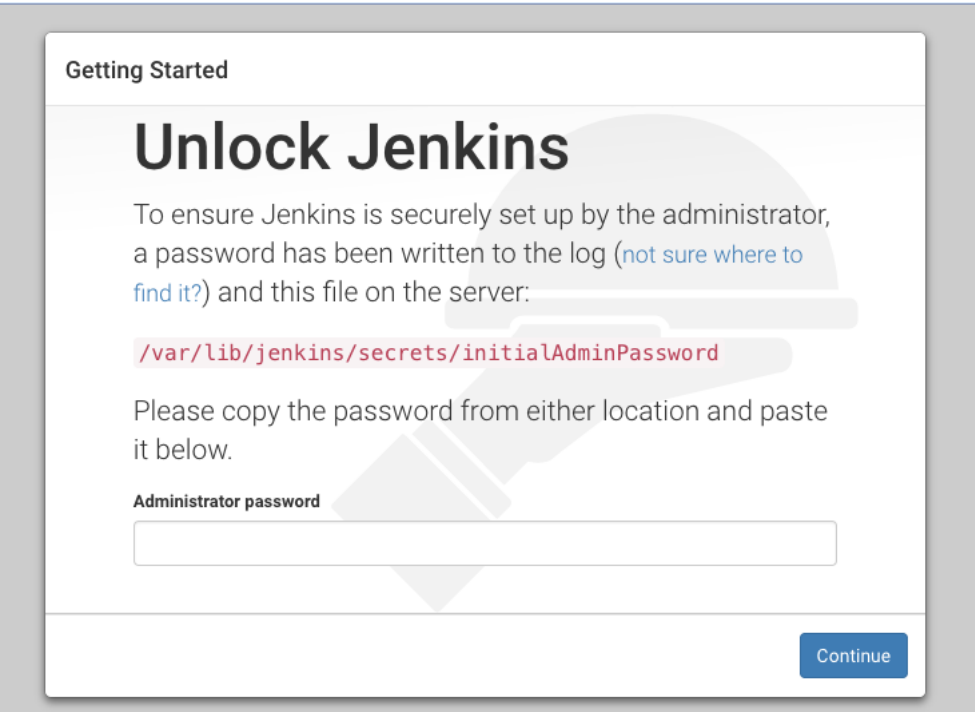 Getting Started
Unlock Jenkins
To ensure Jenkins is securely set up by the administrator,
a password has been written to the log (not sure where to
find it?) and this file on the server:
/var/lib/jenkins/secrets/initialAdminPassword
Please copy the password from either location and paste
it below.
Administrator password
Continue